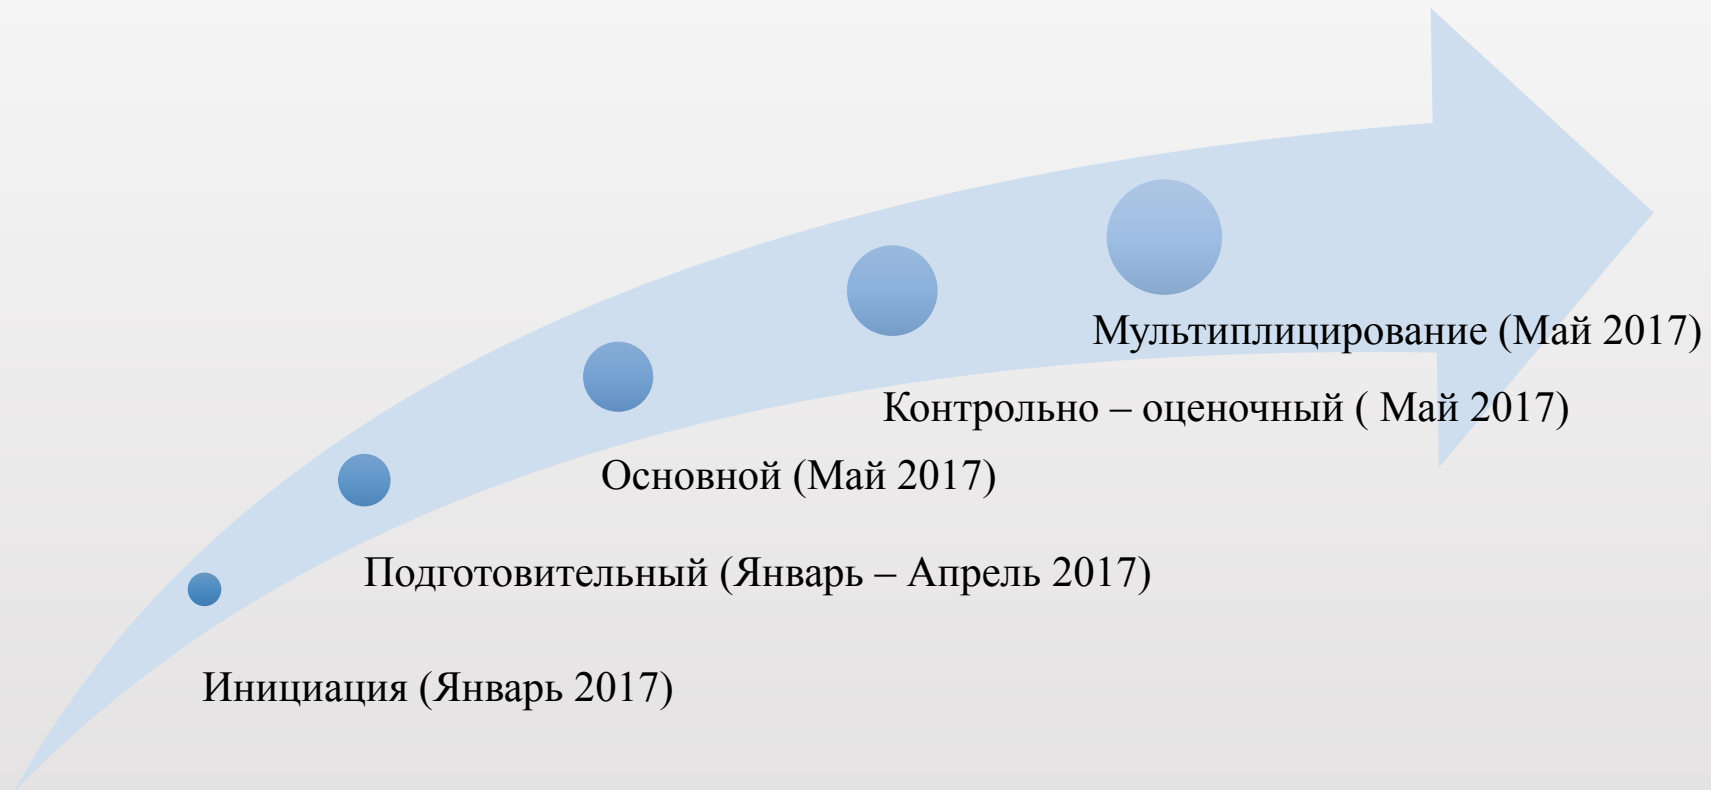 Мультиплицирование (Май 2017)
Контрольно – оценочный ( Май 2017)
Основной (Май 2017)
Подготовительный (Январь – Апрель 2017)
Инициация (Январь 2017)